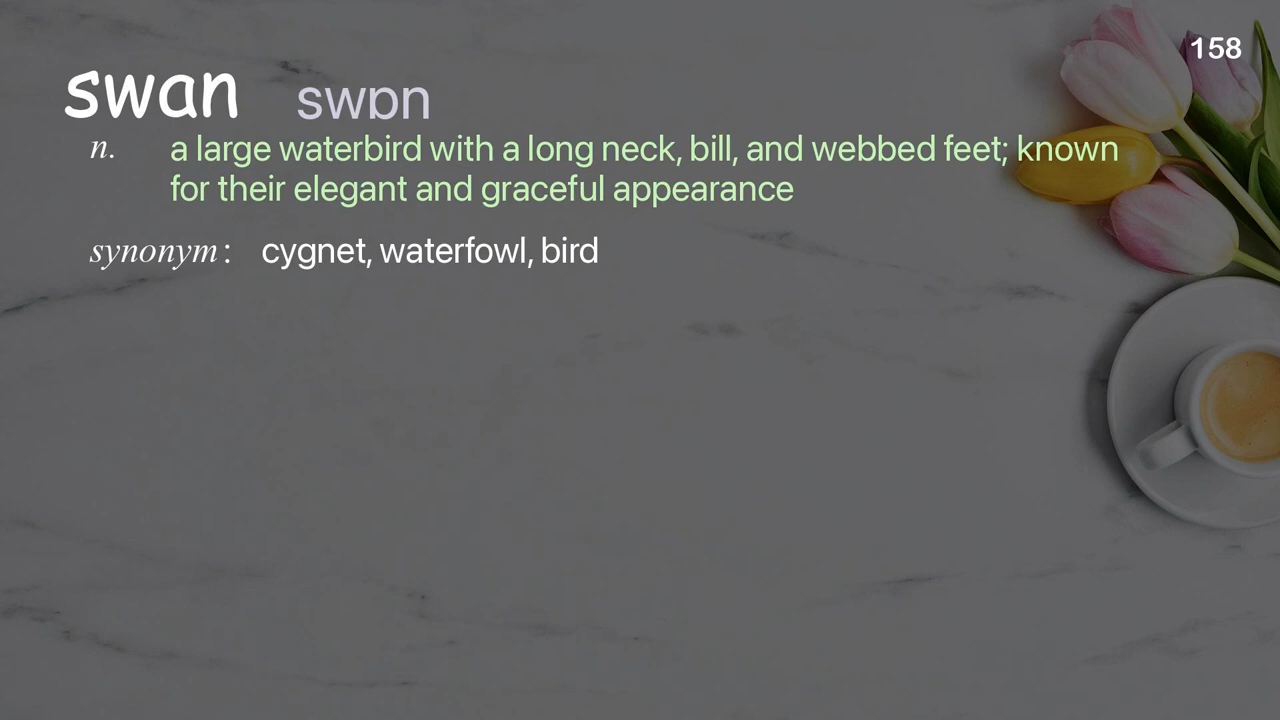 158
swan swɒn
n. a large waterbird with a long neck, bill, and webbed feet; known
for their elegant and graceful appearance
synonym : cygnet, waterfowl, bird